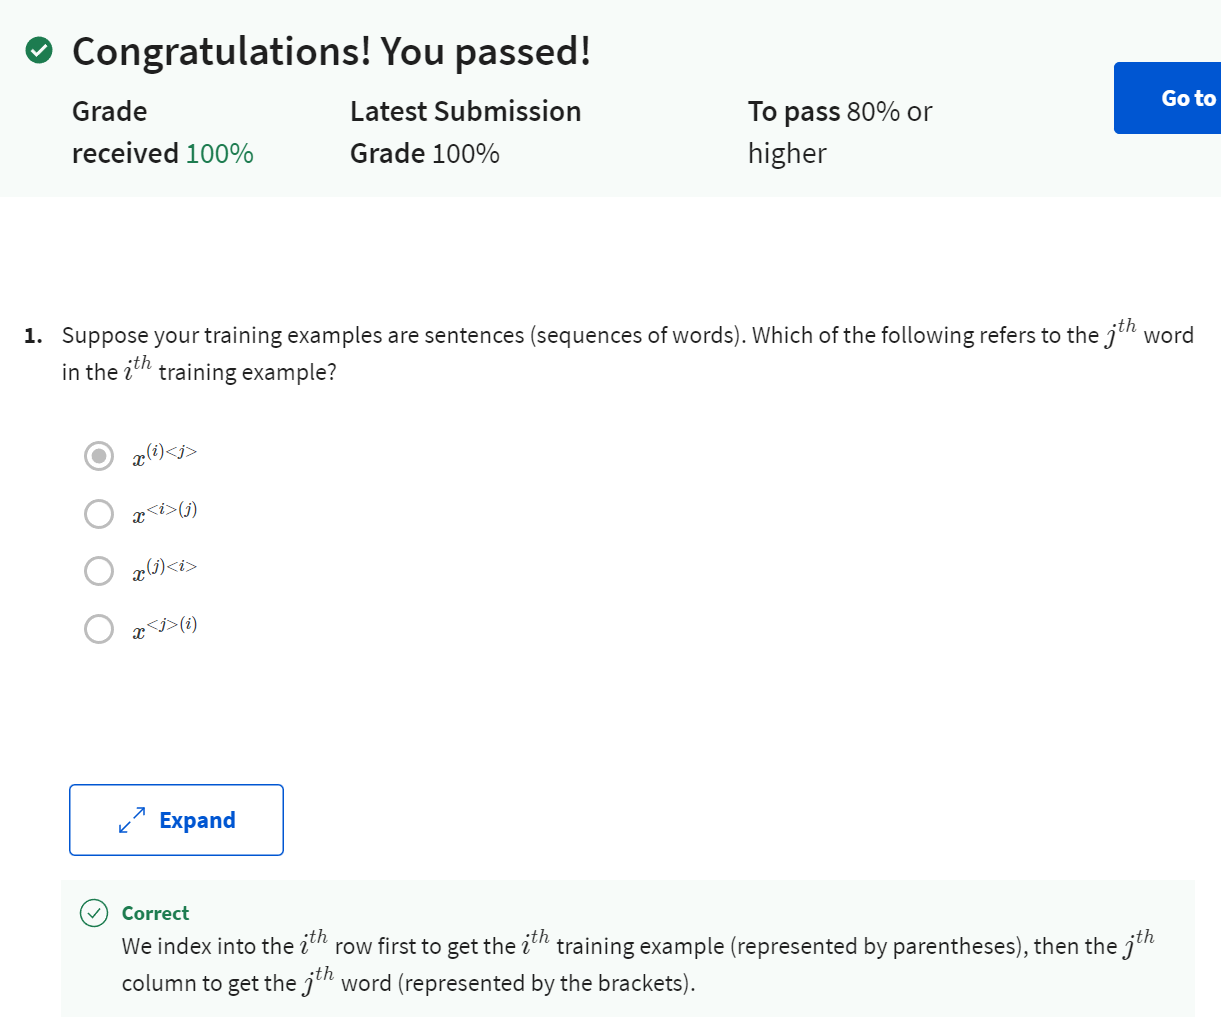 Congratulations! You passed!
Grade
received 100%
Latest Submission
Grade 100%
To pass 80% or
higher
Go to
1. Suppose your training examples are sentences (sequences of words). Which of the following refers to the j^{th} word
in the i^{th} training example?
x^{(i)<j>}
x^{<i>(j)}
x^{(j)<i>}
x^{<j>(i)}
Expand
Correct
We index into the i^{th} row first to get the i^{th} training example (represented by parentheses), then the j^{th}
column to get the j^{th} word (represented by the brackets).